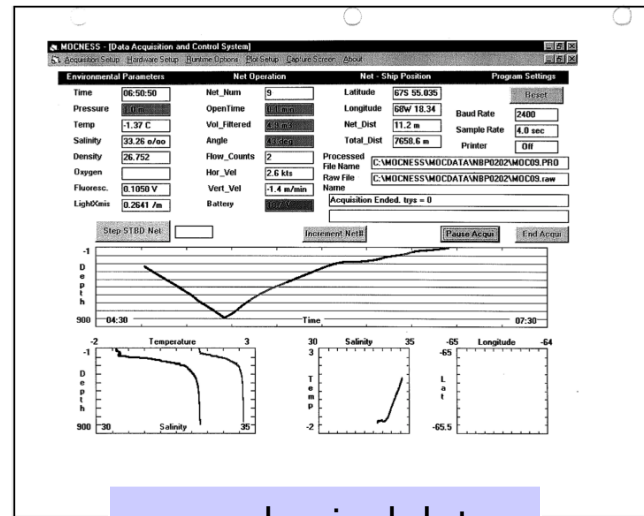 MOCNESS - [Data Acquisition and Control System]
Acquisition Setup Hardware Setup Runtime Options Plot Setup Capture Screen About
Environmental Parameters Net Operation Net - Ship Position Program Settings
Time 06:50:50 Net_Num 9 Latitude 67S 55.835 Reset
Pressure OpenTime Longitude 68W 18.34 Baud Rate 2400
Temp -1.37 C Vol_Filtered Net_Dist 11.2 m Sample Rate 4.0 sec
Salinity 33.26 o/oo Angle Total_Dist 7658.6 m Printer Off
Density 26.752 Flow_Counts 2 Processed File Name C:\MOCNESS\MOCDATA\NBP0202\MOC09.PRO
Oxygen Hor_Vel 2.6 kts Raw File Name C:\MOCNESS\MOCDATA\NBP0202\MOC09.raw
Fluoresc. 0.1050 V Vert_Vel -1.4 m/min Acquisition Ended. tyys = 0
LightXmis 0.2641 /m Battery
Step STBD Net Increment Net# Pause Acqui End Acqui
-1
Depth
900 04:30 Time 07:30
-2 Temperature 3 30 Salinity 35 -65 Longitude -64
-1 3 -65
Depth Temp Lat
900 30 Salinity 35 -2 -65.5